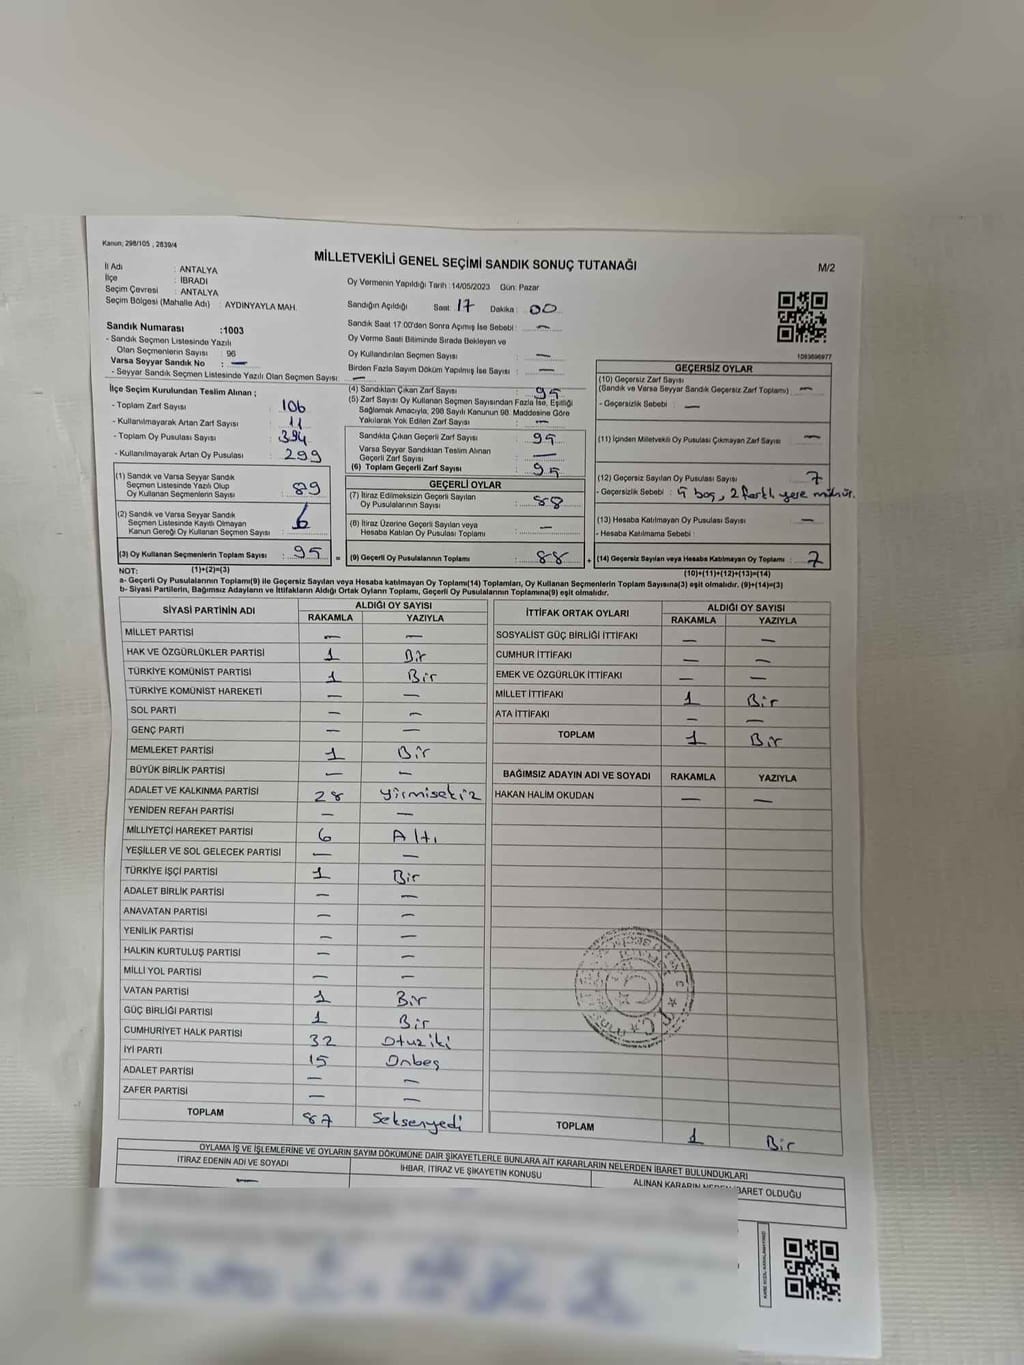 Kanun; 298/105 , 2839/4
MİLLETVEKİLİ GENEL SEÇİMİ SANDIK SONUÇ TUTANAĞI
M/2
İl Adı : ANTALYA
İlçe : İBRADI
Seçim Çevresi : ANTALYA
Seçim Bölgesi (Mahalle Adı) : AYDINYAYLA MAH.
Oy Vermenin Yapıldığı Tarih : 14/05/2023 Gün: Pazar
Sandığın Açıldığı Saat: 17 Dakika : 00
Sandık Saat 17:00'den Sonra Açımış İse Sebebi : —
Oy Verme Saati Bitiminde Sırada Bekleyen ve
Oy Kullandırılan Seçmen Sayısı : —
Birden Fazla Sayım Döküm Yapılmış İse Sayısı : —
1093696977
Sandık Numarası :1003
- Sandık Seçmen Listesinde Yazılı
Olan Seçmenlerin Sayısı : 96
Varsa Seyyar Sandık No : —
- Seyyar Sandık Seçmen Listesinde Yazılı Olan Seçmen Sayısı: —
İlçe Seçim Kurulundan Teslim Alınan ;
- Toplam Zarf Sayısı : 106
- Kullanılmayarak Artan Zarf Sayısı : 11
- Toplam Oy Pusulası Sayısı : 394
- Kullanılmayarak Artan Oy Pusulası : 299
(1) Sandık ve Varsa Seyyar Sandık
Seçmen Listesinde Yazılı Olup
Oy Kullanan Seçmenlerin Sayısı : 89
(2) Sandık ve Varsa Seyyar Sandık
Seçmen Listesinde Kayıtlı Olmayan
Kanun Gereği Oy Kullanan Seçmen Sayısı : 6
(3) Oy Kullanan Seçmenlerin Toplam Sayısı : 95
(1)+(2)=(3)
(4) Sandıktan Çıkan Zarf Sayısı : 95
(5) Zarf Sayısı Oy Kullanan Seçmen Sayısından Fazla İse, Eşitliği
Sağlamak Amacıyla, 298 Sayılı Kanunun 98. Maddesine Göre
Yakılarak Yok Edilen Zarf Sayısı : —
Sandıkta Çıkan Geçerli Zarf Sayısı : 95
Varsa Seyyar Sandıktan Teslim Alınan
Geçerli Zarf Sayısı : —
(6) Toplam Geçerli Zarf Sayısı : 95
GEÇERLİ OYLAR
(7) İtiraz Edilmeksizin Geçerli Sayılan
Oy Pusulalarının Sayısı : 88
(8) İtiraz Üzerine Geçerli Sayılan veya
Hesaba Katılan Oy Pusulası Toplamı : —
= (9) Geçerli Oy Pusulalarının Toplamı : 88 +
GEÇERSİZ OYLAR
(10) Geçersiz Zarf Sayısı
(Sandık ve Varsa Seyyar Sandık Geçersiz Zarf Toplamı) : —
- Geçersizlik Sebebi : —
(11) İçinden Milletvekili Oy Pusulası Çıkmayan Zarf Sayısı : —
(12) Geçersiz Sayılan Oy Pusulası Sayısı : 7
- Geçersizlik Sebebi : 5 boş, 2 farklı yere mühür.
(13) Hesaba Katılmayan Oy Pusulası Sayısı : —
- Hesaba Katılmama Sebebi :
(14) Geçersiz Sayılan veya Hesaba Katılmayan Oy Toplamı : 7
(10)+(11)+(12)+(13)=(14)
NOT:
a- Geçerli Oy Pusulalarının Toplamı(9) ile Geçersiz Sayılan veya Hesaba katılmayan Oy Toplamı(14) Toplamları, Oy Kullanan Seçmenlerin Toplam Sayısına(3) eşit olmalıdır. (9)+(14)=(3)
b- Siyasi Partilerin, Bağımsız Adayların ve İttifakların Aldığı Ortak Oyların Toplamı, Geçerli Oy Pusulalarının Toplamına(9) eşit olmalıdır.
SİYASİ PARTİNİN ADI ALDIĞI OY SAYISI
RAKAMLA YAZIYLA
MİLLET PARTİSİ — —
HAK VE ÖZGÜRLÜKLER PARTİSİ 1 Bir
TÜRKİYE KOMÜNİST PARTİSİ 1 Bir
TÜRKİYE KOMÜNİST HAREKETİ — —
SOL PARTİ — —
GENÇ PARTİ — —
MEMLEKET PARTİSİ 1 Bir
BÜYÜK BİRLİK PARTİSİ — —
ADALET VE KALKINMA PARTİSİ 28 Yirmisekiz
YENİDEN REFAH PARTİSİ — —
MİLLİYETÇİ HAREKET PARTİSİ 6 Altı
YEŞİLLER VE SOL GELECEK PARTİSİ — —
TÜRKİYE İŞÇİ PARTİSİ 1 Bir
ADALET BİRLİK PARTİSİ — —
ANAVATAN PARTİSİ — —
YENİLİK PARTİSİ — —
HALKIN KURTULUŞ PARTİSİ — —
MİLLİ YOL PARTİSİ — —
VATAN PARTİSİ 1 Bir
GÜÇ BİRLİĞİ PARTİSİ 1 Bir
CUMHURİYET HALK PARTİSİ 32 Otuziki
İYİ PARTİ 15 Onbeş
ADALET PARTİSİ — —
ZAFER PARTİSİ — —
TOPLAM 87 Seksenyedi
İTTİFAK ORTAK OYLARI ALDIĞI OY SAYISI
RAKAMLA YAZIYLA
SOSYALİST GÜÇ BİRLİĞİ İTTİFAKI — —
CUMHUR İTTİFAKI — —
EMEK VE ÖZGÜRLÜK İTTİFAKI — —
MİLLET İTTİFAKI 1 Bir
ATA İTTİFAKI — —
TOPLAM 1 Bir
BAĞIMSIZ ADAYIN ADI VE SOYADI RAKAMLA YAZIYLA
HAKAN HALİM OKUDAN — —
TOPLAM 1 Bir
OYLAMA İŞ VE İŞLEMLERİNE VE OYLARIN SAYIM DÖKÜMÜNE DAİR ŞİKAYETLERLE BUNLARA AİT KARARLARIN NELERDEN İBARET BULUNDUKLARI
İTİRAZ EDENİN ADI VE SOYADI İHBAR, İTİRAZ VE ŞİKAYETİN KONUSU ALINAN KARARIN NEDEN İBARET OLDUĞU
—